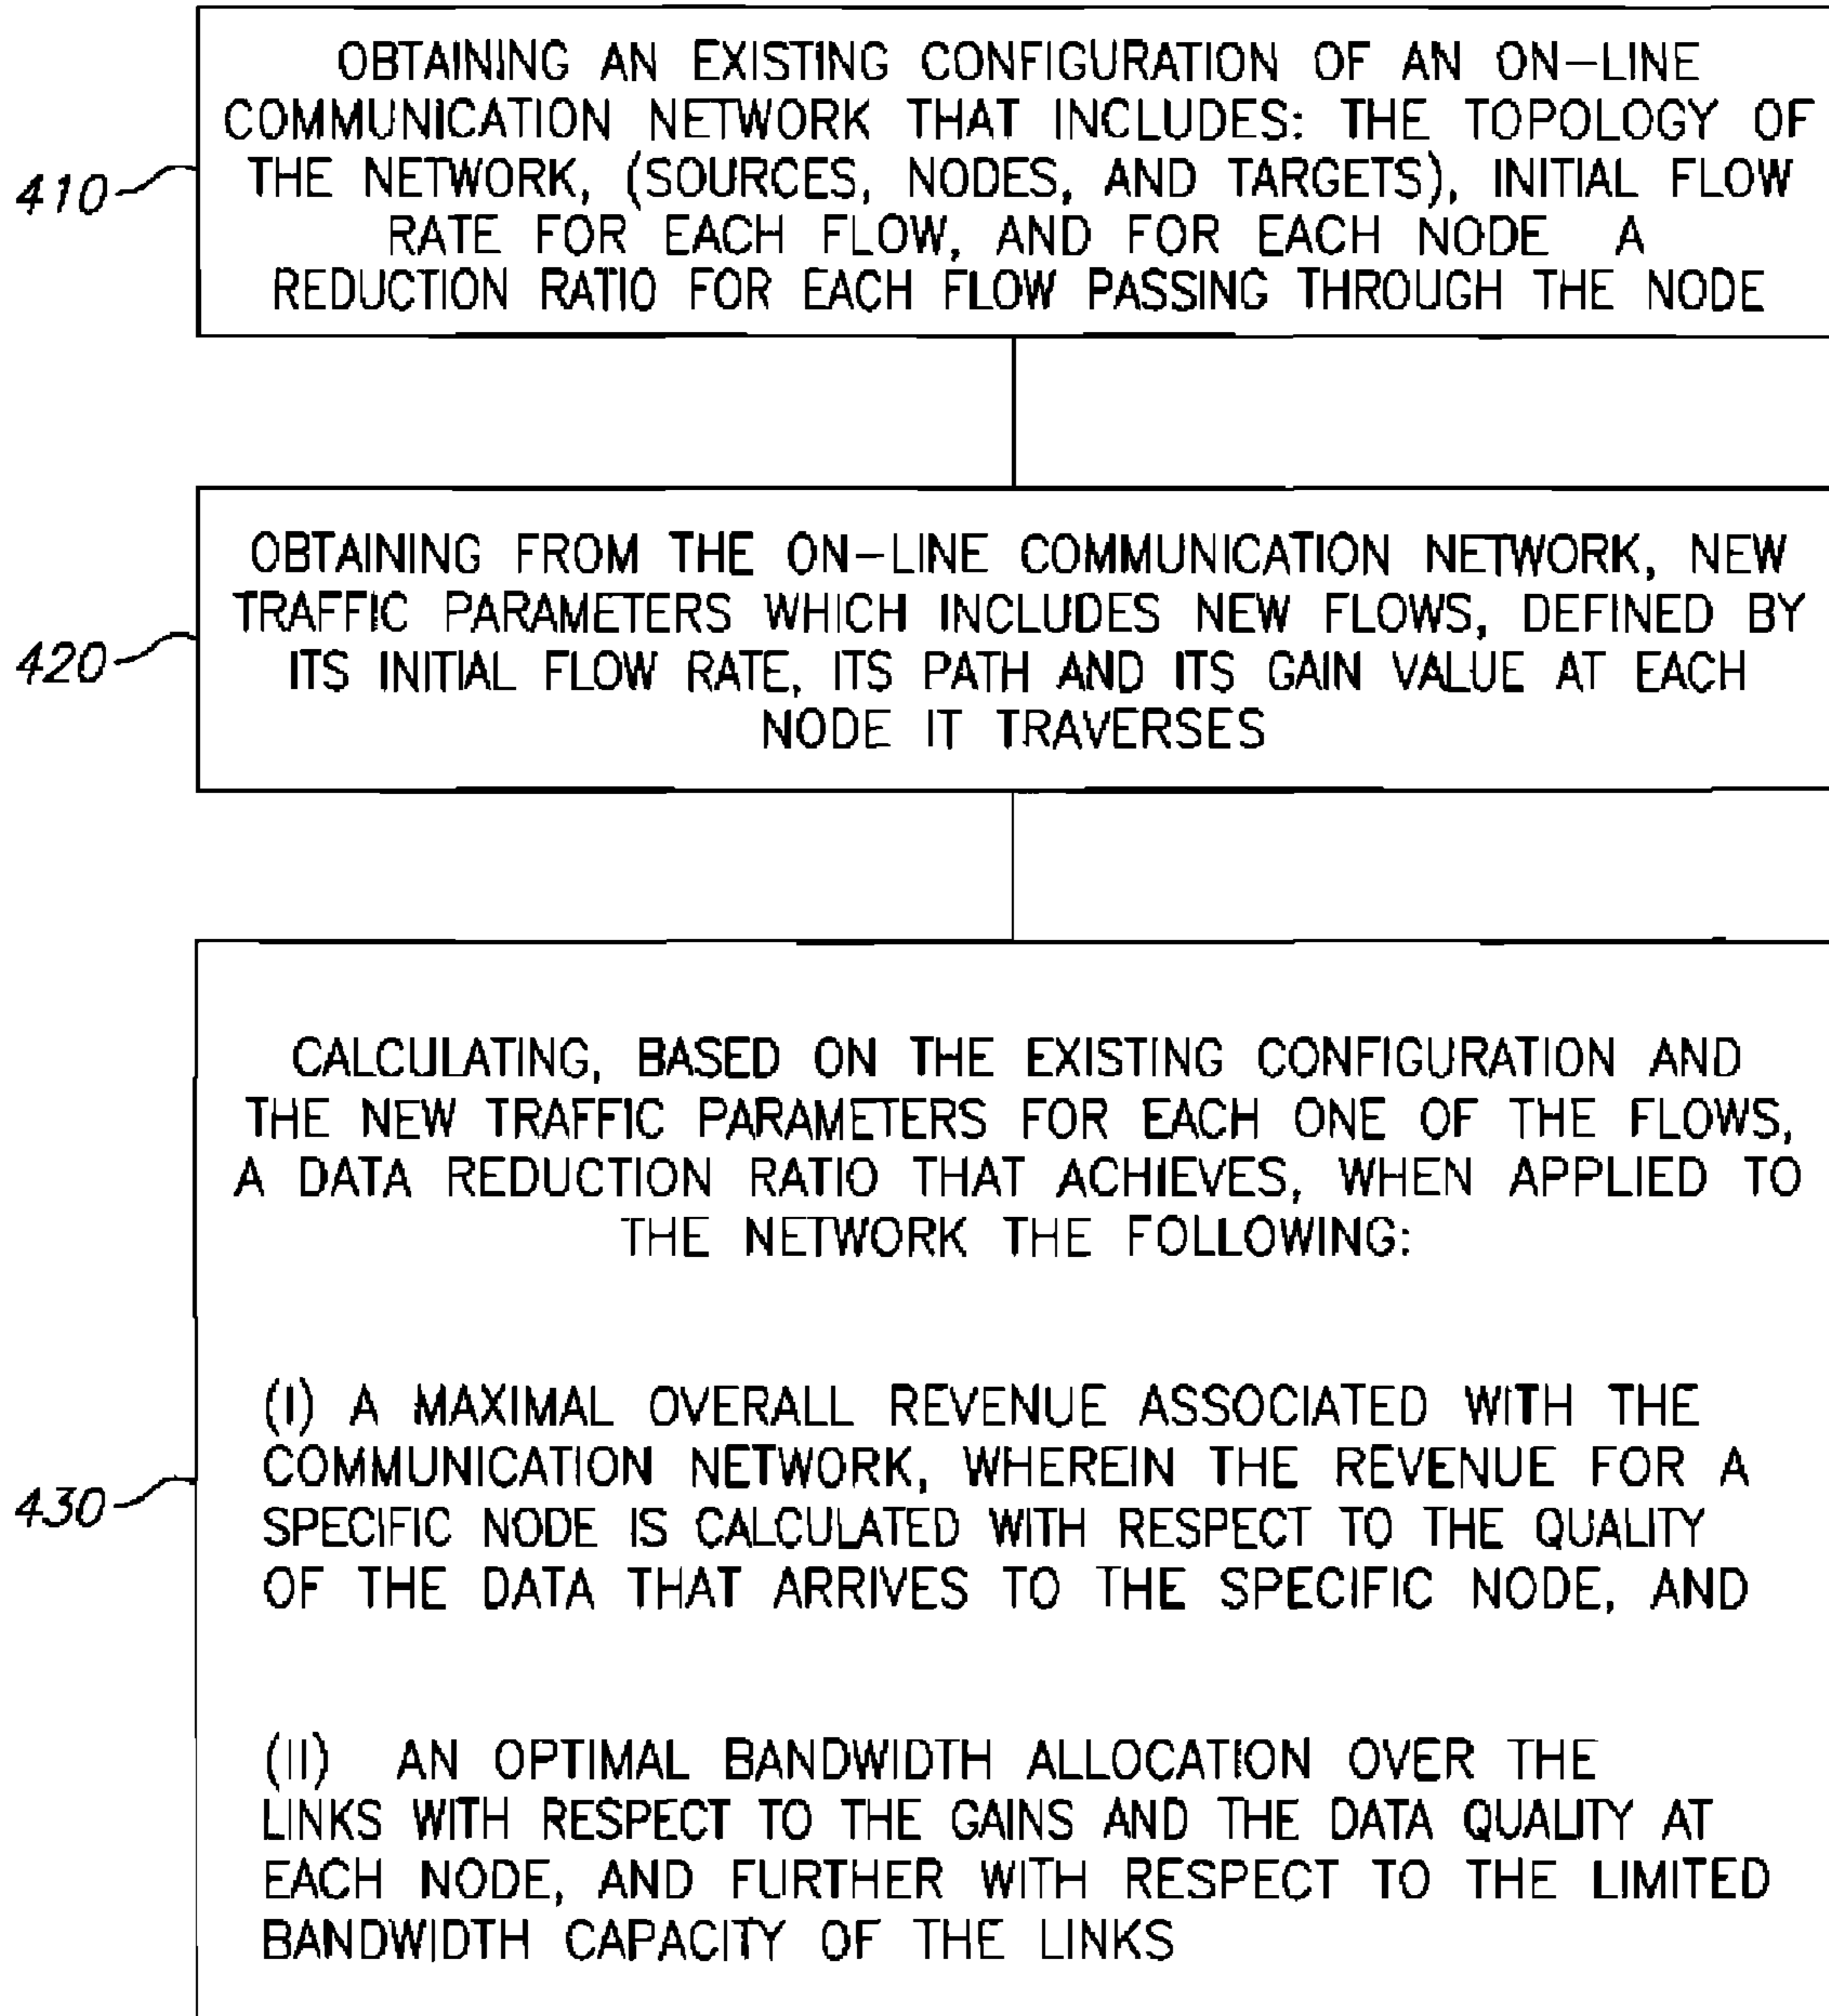 OBTAINING AN EXISTING CONFIGURATION OF AN ON-LINE
COMMUNICATION NETWORK THAT INCLUDES: THE TOPOLOGY OF
410 THE NETWORK, (SOURCES, NODES, AND TARGETS), INITIAL FLOW
RATE FOR EACH FLOW, AND FOR EACH NODE A
REDUCTION RATIO FOR EACH FLOW PASSING THROUGH THE NODE
OBTAINING FROM THE ON-LINE COMMUNICATION NETWORK, NEW
TRAFFIC PARAMETERS WHICH INCLUDES NEW FLOWS, DEFINED BY
420 ITS INITIAL FLOW RATE, ITS PATH AND ITS GAIN VALUE AT EACH
NODE IT TRAVERSES
CALCULATING, BASED ON THE EXISTING CONFIGURATION AND
THE NEW TRAFFIC PARAMETERS FOR EACH ONE OF THE FLOWS,
A DATA REDUCTION RATIO THAT ACHIEVES, WHEN APPLIED TO
THE NETWORK THE FOLLOWING:
(I) A MAXIMAL OVERALL REVENUE ASSOCIATED WITH THE
COMMUNICATION NETWORK, WHEREIN THE REVENUE FOR A
430 SPECIFIC NODE IS CALCULATED WITH RESPECT TO THE QUALITY
OF THE DATA THAT ARRIVES TO THE SPECIFIC NODE, AND
(II) AN OPTIMAL BANDWIDTH ALLOCATION OVER THE
LINKS WITH RESPECT TO THE GAINS AND THE DATA QUALITY AT
EACH NODE, AND FURTHER WITH RESPECT TO THE LIMITED
BANDWIDTH CAPACITY OF THE LINKS